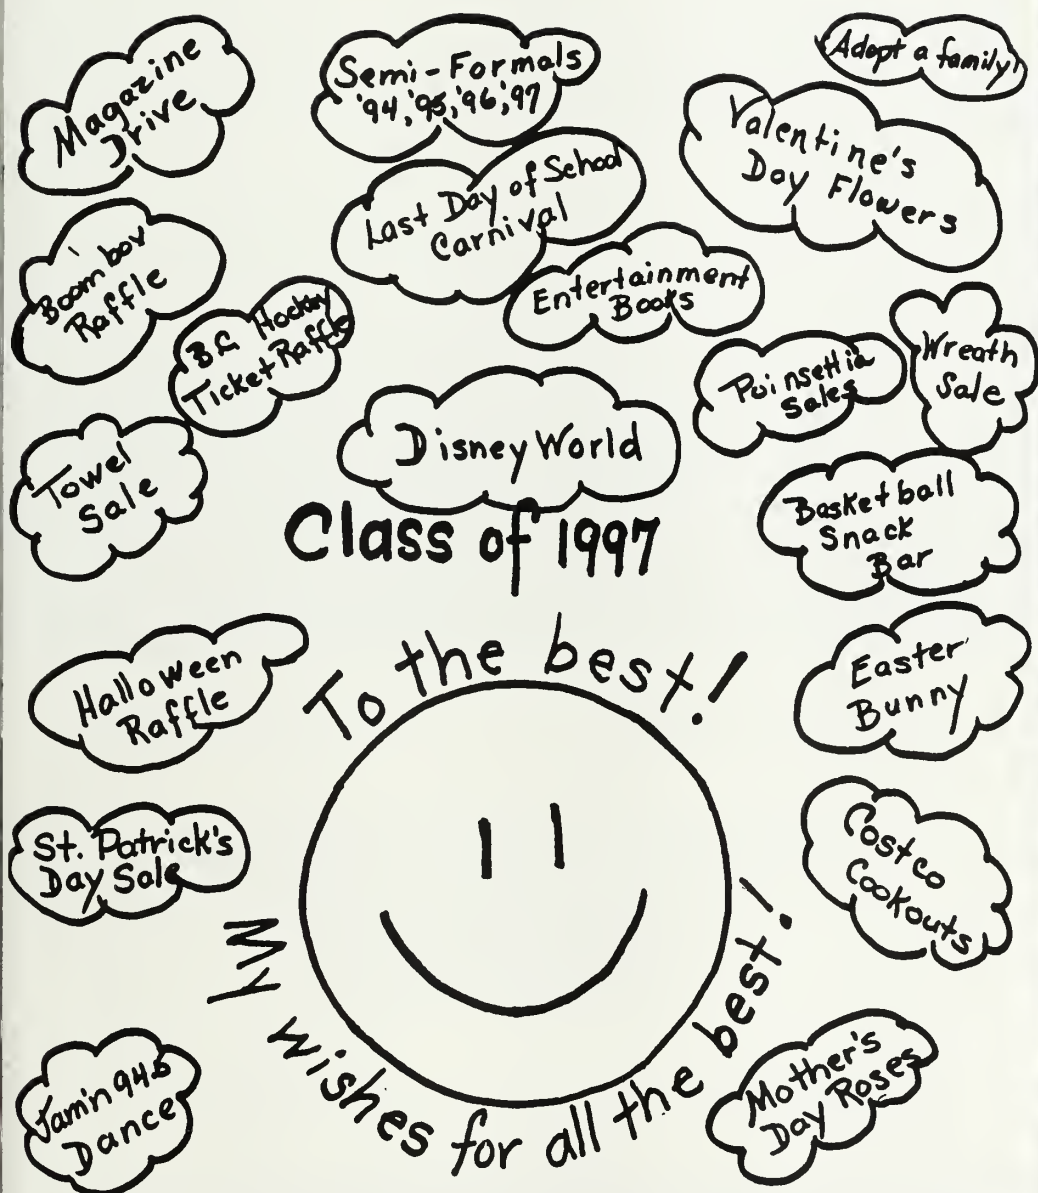 Magazine
Drive
Semi-Formals
'94,'95,'96,'97
Adopt a family!
Valentine's
Day Flowers
Last Day of School
Carnival
Boom box
Raffle
B.C. Hockey
Ticket Raffle
Entertainment
Books
Poinsettia
Sales
Wreath
Sale
Towel
Sale
Disney World
Class of 1997
Basketball
Snack
Bar
Halloween
Raffle
To the best!
Easter
Bunny
St. Patrick's
Day Sale
Costco
Cookouts
My wishes for all the best!
Jam'n 94.5
Dance
Mother's
Day Roses